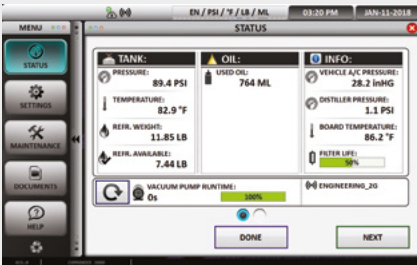 EN / PSI / °F / LB / ML
03:20 PM
JAN-11-2018
MENU
STATUS
STATUS
SETTINGS
MAINTENANCE
DOCUMENTS
HELP
TANK:
PRESSURE:
89.4 PSI
TEMPERATURE:
82.9 °F
REFR. WEIGHT:
11.85 LB
REFR. AVAILABLE:
7.44 LB
OIL:
USED OIL:
764 ML
INFO:
VEHICLE A/C PRESSURE:
28.2 inHG
DISTILLER PRESSURE:
1.1 PSI
BOARD TEMPERATURE:
86.2 °F
FILTER LIFE:
50%
VACUUM PUMP RUNTIME:
0s
100%
ENGINEERING_2G
DONE
NEXT